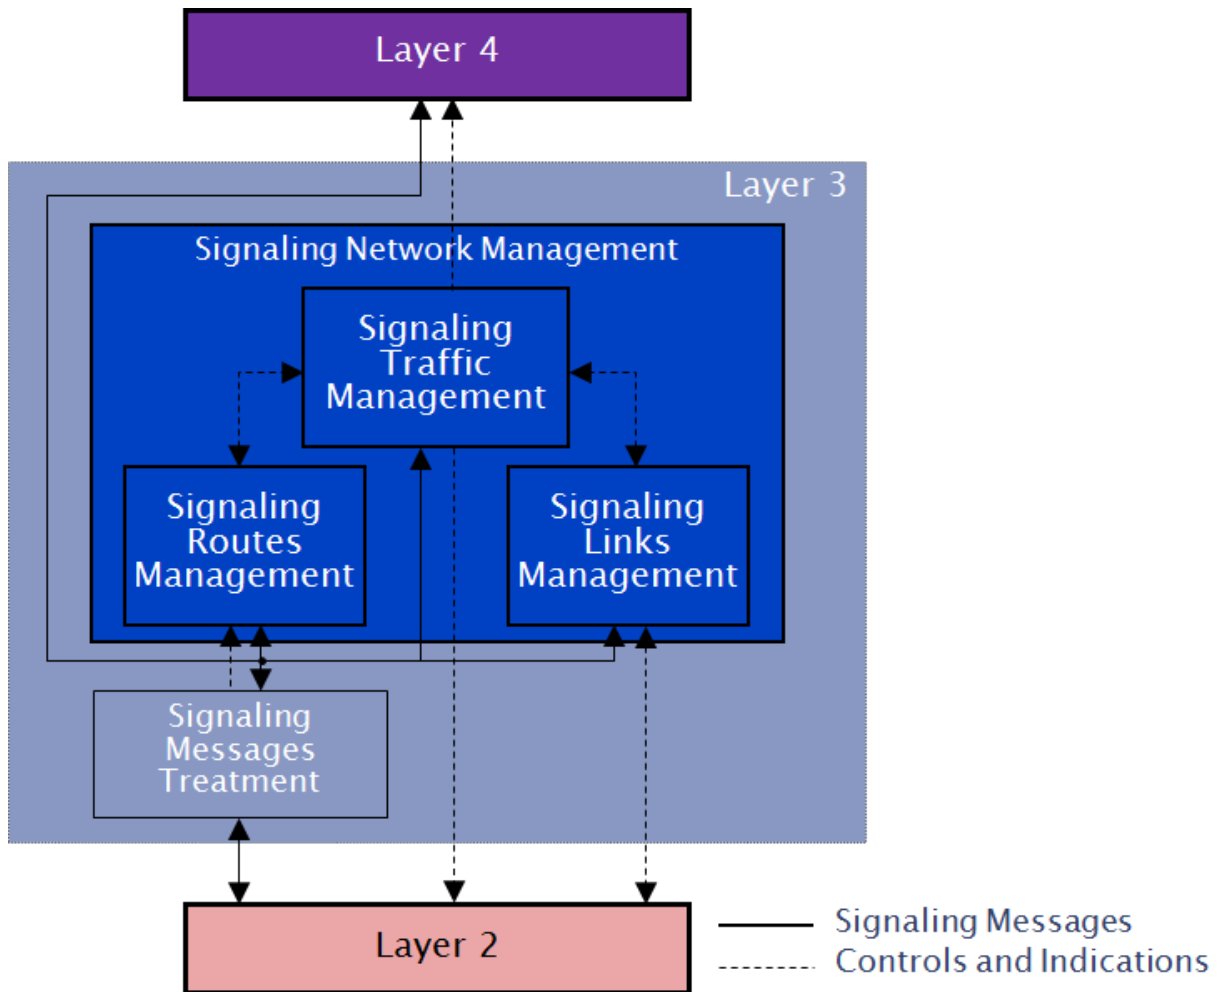 Layer 4
Layer 3
Signaling Network Management
Signaling
Traffic
Management
Signaling
Routes
Management
Signaling
Links
Management
Signaling
Messages
Treatment
Layer 2
Signaling Messages
Controls and Indications